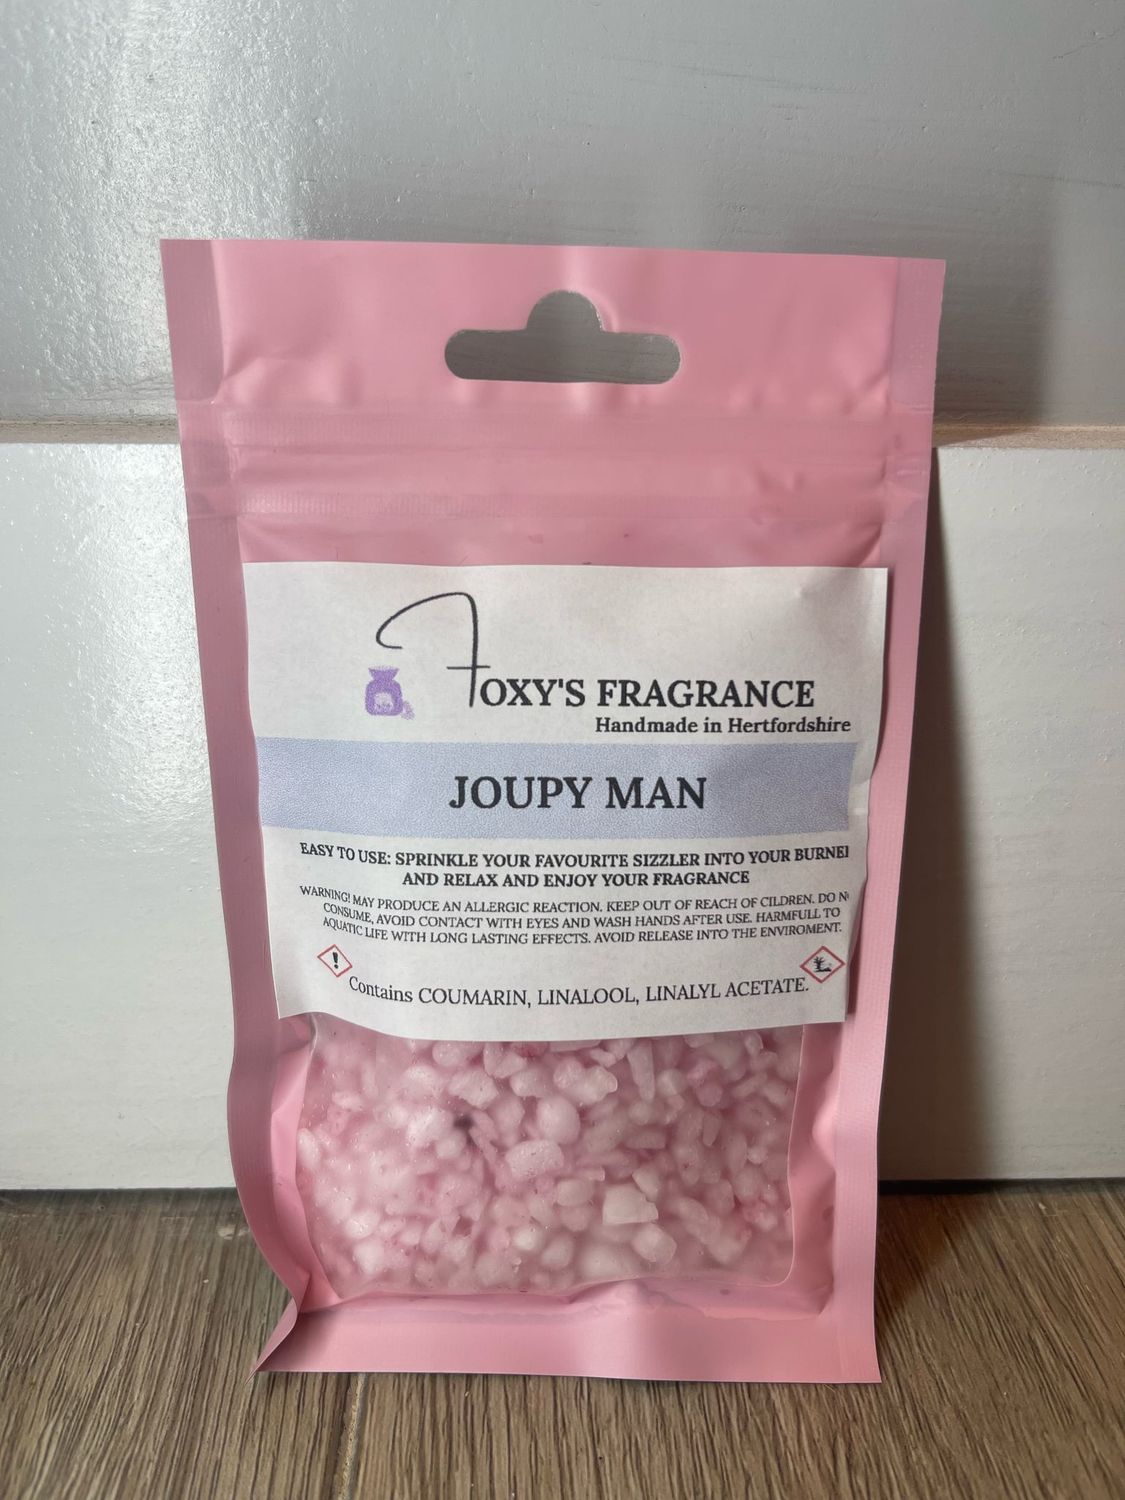 FOXY'S FRAGRANCE
Handmade in Hertfordshire
JOUPY MAN
EASY TO USE: SPRINKLE YOUR FAVOURITE SIZZLER INTO YOUR BURNE
AND RELAX AND ENJOY YOUR FRAGRANCE
WARNING! MAY PRODUCE AN ALLERGIC REACTION. KEEP OUT OF REACH OF CILDREN. DO N
CONSUME, AVOID CONTACT WITH EYES AND WASH HANDS AFTER USE. HARMFULL TO
AQUATIC LIFE WITH LONG LASTING EFFECTS. AVOID RELEASE INTO THE ENVIROMENT.
Contains COUMARIN, LINALOOL, LINALYL ACETATE.